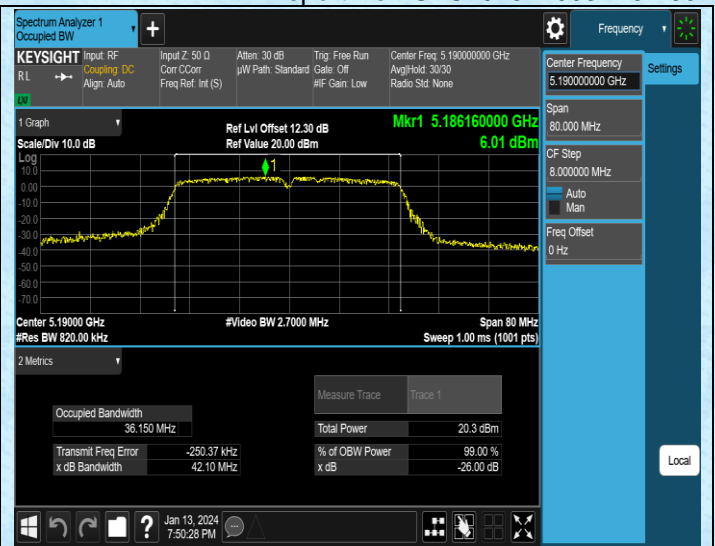 Spectrum Analyzer 1
Occupied BW
Frequency
KEYSIGHT
RL
LXI
Input: RF
Coupling: DC
Align: Auto
Input Z: 50 Ω
Corr CCorr
Freq Ref: Int (S)
Atten: 30 dB
µW Path: Standard
Trig: Free Run
Gate: Off
#IF Gain: Low
Center Freq: 5.190000000 GHz
Avg|Hold: 30/30
Radio Std: None
Center Frequency
5.190000000 GHz
Settings
Span
80.000 MHz
CF Step
8.000000 MHz
Auto
Man
Freq Offset
0 Hz
1 Graph
Scale/Div 10.0 dB
Ref Lvl Offset 12.30 dB
Ref Value 20.00 dBm
Mkr1 5.186160000 GHz
6.01 dBm
Log
10.0
0.00
-10.0
-20.0
-30.0
-40.0
-50.0
-60.0
-70.0
1
Center 5.19000 GHz
#Res BW 820.00 kHz
#Video BW 2.7000 MHz
Span 80 MHz
Sweep 1.00 ms (1001 pts)
2 Metrics
Measure Trace
Trace 1
Occupied Bandwidth
36.150 MHz
Total Power
20.3 dBm
Transmit Freq Error
-250.37 kHz
% of OBW Power
99.00 %
x dB Bandwidth
42.10 MHz
x dB
-26.00 dB
Local
?
Jan 13, 2024
7:50:28 PM